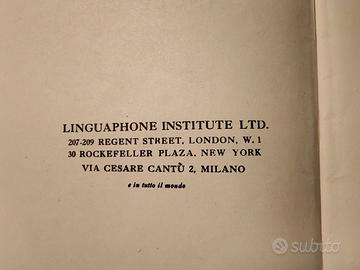 LINGUAPHONE INSTITUTE LTD.
207-209 REGENT STREET, LONDON, W. 1
30 ROCKEFELLER PLAZA. NEW YORK
VIA CESARE CANTÙ 2, MILANO
e in tutto il mondo
subito